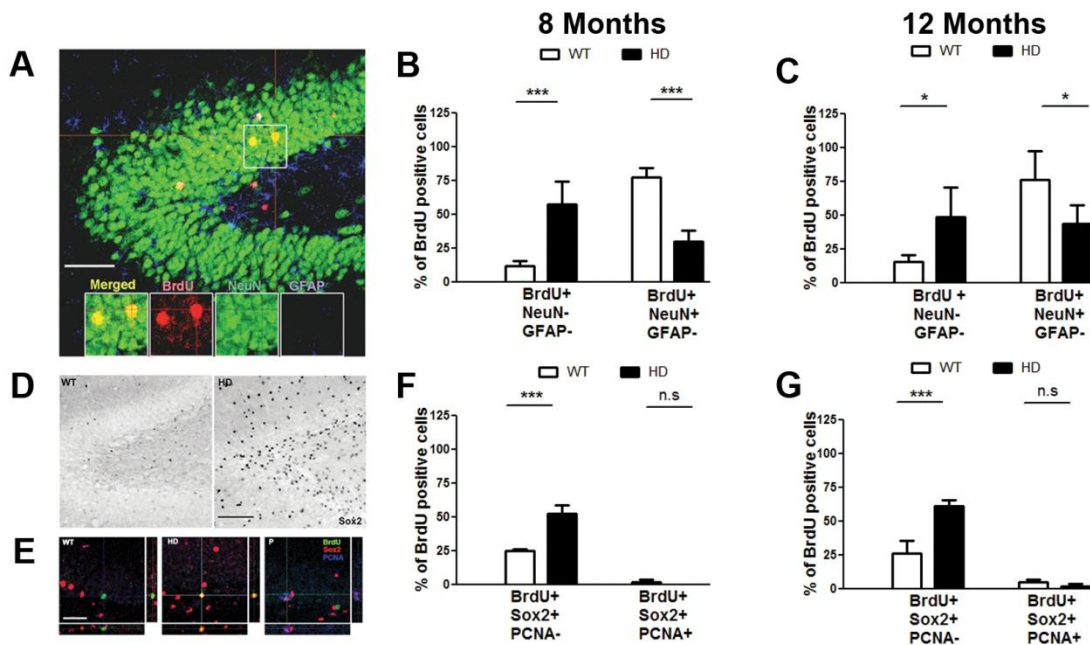 8 Months
12 Months
A
Merged BrdU NeuN GFAP
B
WT HD
*** ***
% of BrdU positive cells
125
100
75
50
25
0
BrdU+ BrdU+
NeuN- NeuN+
GFAP- GFAP-
C
WT HD
* *
% of BrdU positive cells
125
100
75
50
25
0
BrdU + BrdU+
NeuN- NeuN+
GFAP- GFAP-
D
WT HD
Sox2
E
WT HD P BrdU
Sox2
PCNA
F
WT HD
*** n.s
% of BrdU positive cells
125
100
75
50
25
0
BrdU+ BrdU+
Sox2+ Sox2+
PCNA- PCNA+
G
WT HD
*** n.s
% of BrdU positive cells
125
100
75
50
25
0
BrdU+ BrdU+
Sox2+ Sox2+
PCNA- PCNA+